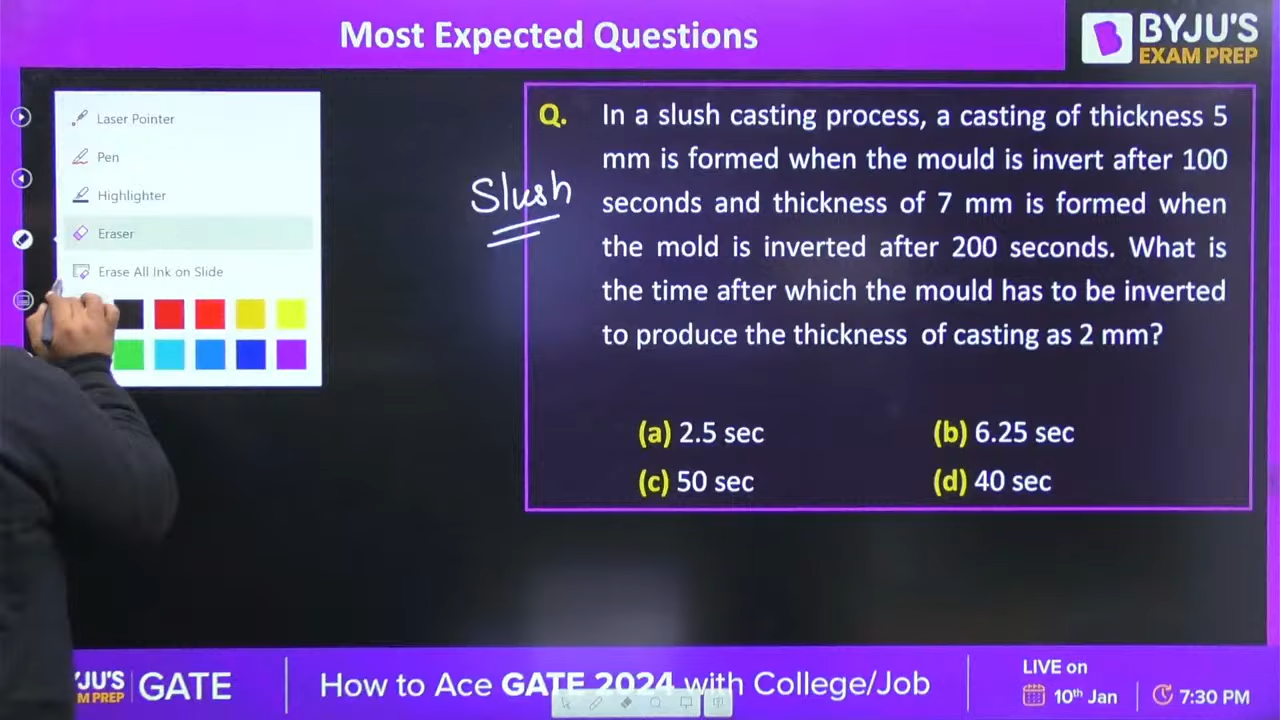 Most Expected Questions
BYJU'S
EXAM PREP
Laser Pointer
Pen
Highlighter
Eraser
Erase All Ink on Slide
Slush
Q. In a slush casting process, a casting of thickness 5
mm is formed when the mould is invert after 100
seconds and thickness of 7 mm is formed when
the mold is inverted after 200 seconds. What is
the time after which the mould has to be inverted
to produce the thickness of casting as 2 mm?
(a) 2.5 sec (b) 6.25 sec
(c) 50 sec (d) 40 sec
JU'S
M PREP
GATE
How to Ace GATE 2024 with College/Job
LIVE on
10th Jan
7:30 PM